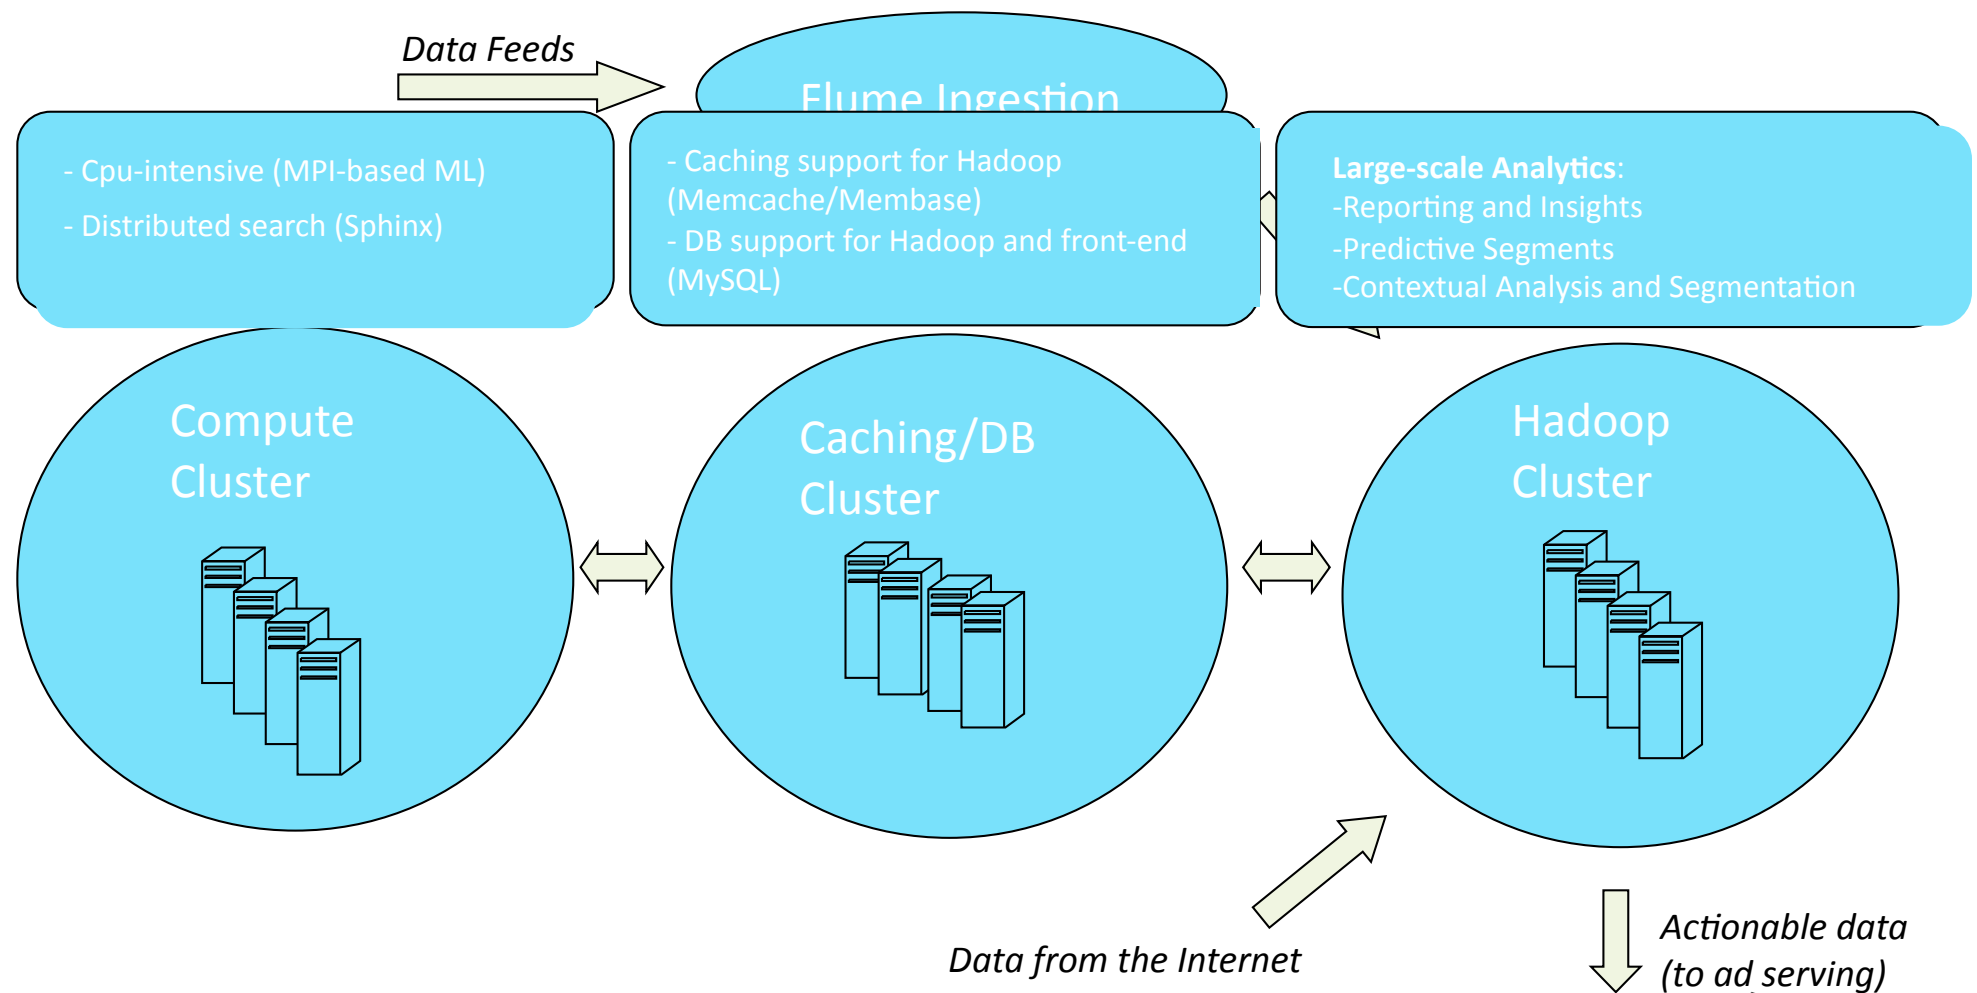 Data Feeds
Flume Ingestion
- Cpu-intensive (MPI-based ML)
- Distributed search (Sphinx)
- Caching support for Hadoop
(Memcache/Membase)
- DB support for Hadoop and front-end
(MySQL)
Large-scale Analytics:
-Reporting and Insights
-Predictive Segments
-Contextual Analysis and Segmentation
Compute
Cluster
Caching/DB
Cluster
Hadoop
Cluster
Data from the Internet
Actionable data
(to ad serving)